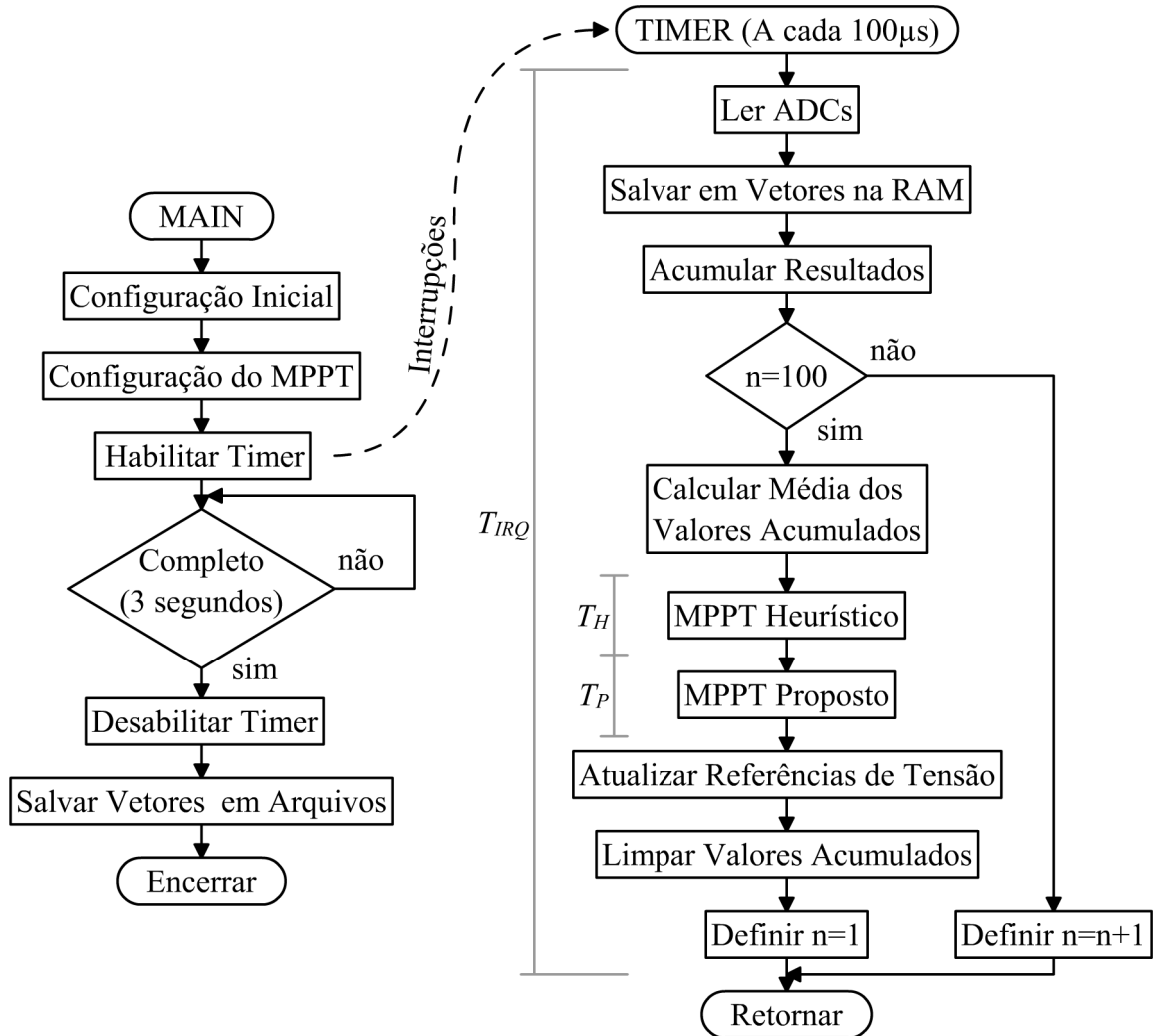 MAIN
Configuração Inicial
Configuração do MPPT
Habilitar Timer
Completo
(3 segundos)
não
sim
Desabilitar Timer
Salvar Vetores em Arquivos
Encerrar
Interrupções
TIMER (A cada 100µs)
Ler ADCs
Salvar em Vetores na RAM
Acumular Resultados
n=100
não
sim
Calcular Média dos
Valores Acumulados
MPPT Heurístico
MPPT Proposto
Atualizar Referências de Tensão
Limpar Valores Acumulados
Definir n=1
Definir n=n+1
Retornar
TIRQ
TH
TP